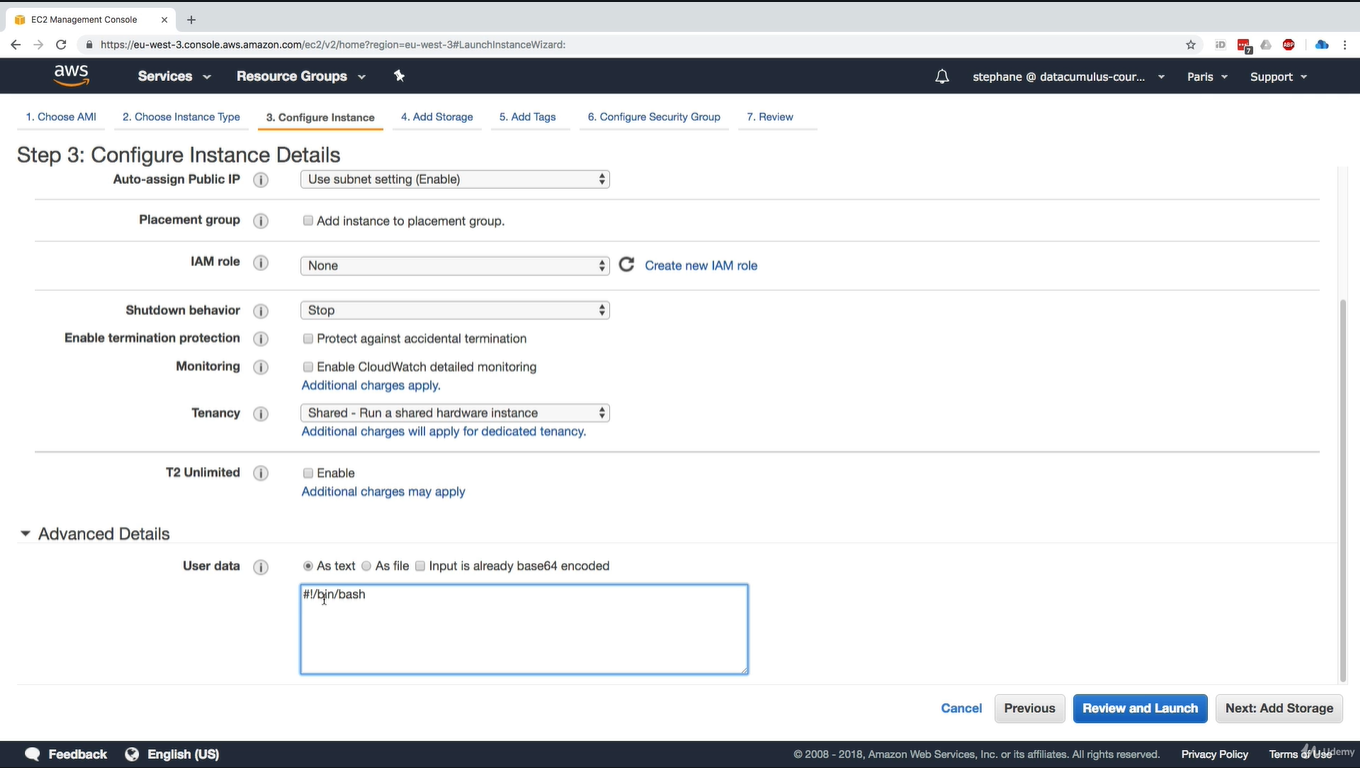 EC2 Management Console
https://eu-west-3.console.aws.amazon.com/ec2/v2/home?region=eu-west-3#LaunchInstanceWizard:
iD
7
ABP
aws Services Resource Groups stephane @ datacumulus-cour... Paris Support
1. Choose AMI 2. Choose Instance Type 3. Configure Instance 4. Add Storage 5. Add Tags 6. Configure Security Group 7. Review
Step 3: Configure Instance Details
Auto-assign Public IP i Use subnet setting (Enable)
Placement group i Add instance to placement group.
IAM role i None Create new IAM role
Shutdown behavior i Stop
Enable termination protection i Protect against accidental termination
Monitoring i Enable CloudWatch detailed monitoring
Additional charges apply.
Tenancy i Shared - Run a shared hardware instance
Additional charges will apply for dedicated tenancy.
T2 Unlimited i Enable
Additional charges may apply
Advanced Details
User data i As text As file Input is already base64 encoded
#!/bin/bash
Cancel Previous Review and Launch Next: Add Storage
Feedback English (US) © 2008 - 2018, Amazon Web Services, Inc. or its affiliates. All rights reserved. Privacy Policy Terms of Use
Udemy